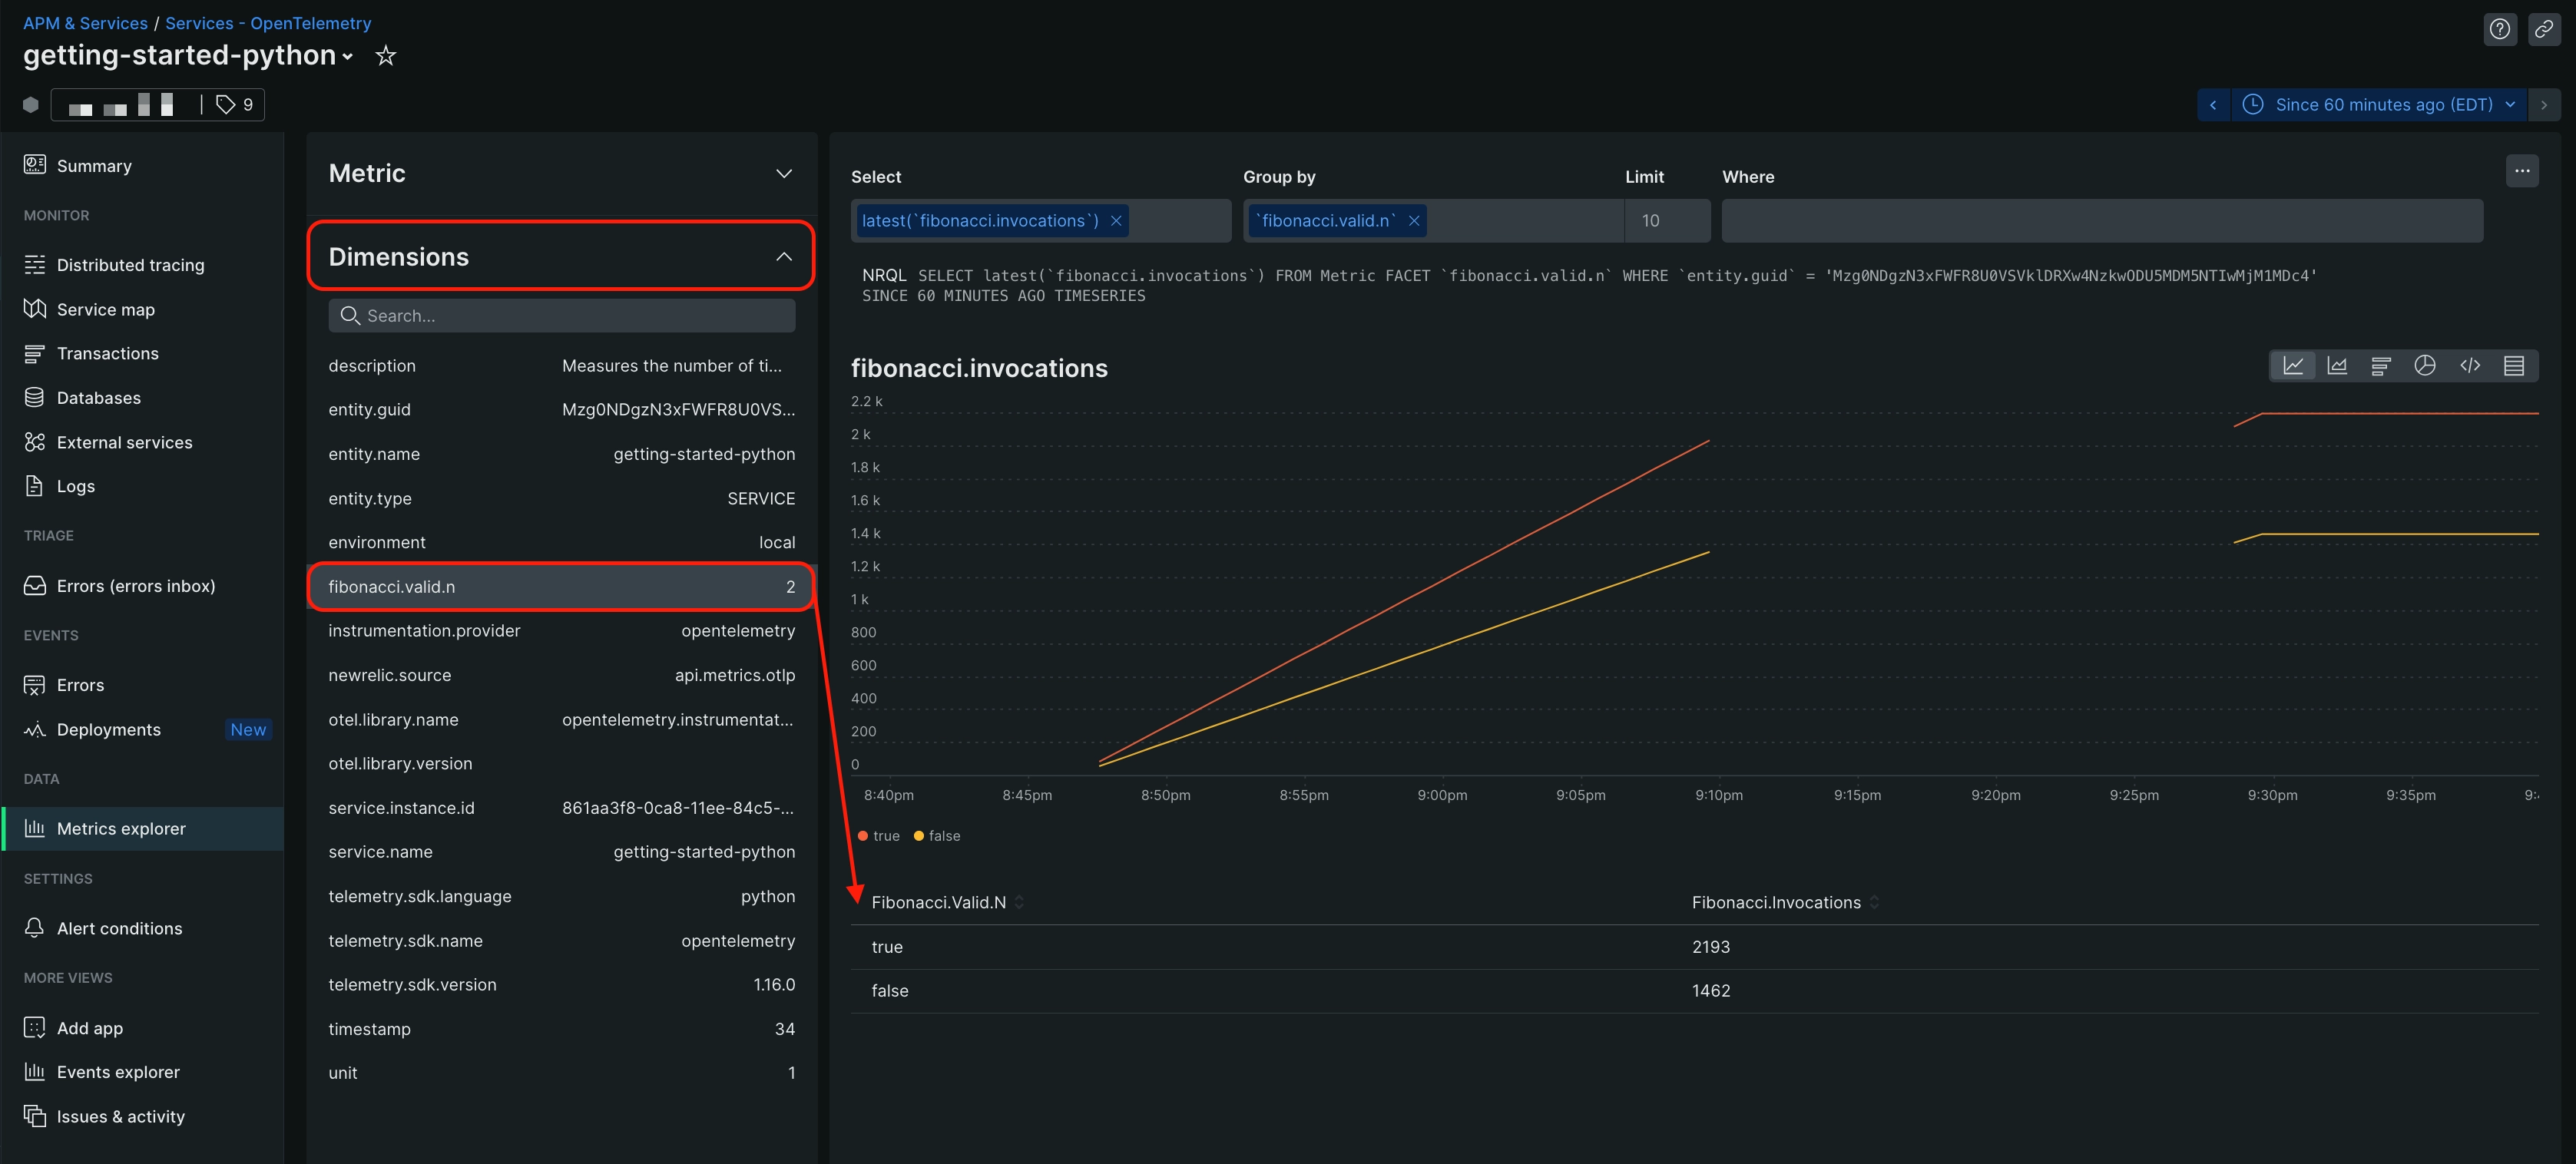 APM & Services / Services - OpenTelemetry
getting-started-python
9
Since 60 minutes ago (EDT)
Summary
MONITOR
Distributed tracing
Service map
Transactions
Databases
External services
Logs
TRIAGE
Errors (errors inbox)
EVENTS
Errors
Deployments New
DATA
Metrics explorer
SETTINGS
Alert conditions
MORE VIEWS
Add app
Events explorer
Issues & activity
Metric
Dimensions
Search...
description Measures the number of ti...
entity.guid Mzg0NDgzN3xFWFR8U0VS...
entity.name getting-started-python
entity.type SERVICE
environment local
fibonacci.valid.n 2
instrumentation.provider opentelemetry
newrelic.source api.metrics.otlp
otel.library.name opentelemetry.instrumentat...
otel.library.version
service.instance.id 861aa3f8-0ca8-11ee-84c5-...
service.name getting-started-python
telemetry.sdk.language python
telemetry.sdk.name opentelemetry
telemetry.sdk.version 1.16.0
timestamp 34
unit 1
Select Group by Limit Where
latest(`fibonacci.invocations`) `fibonacci.valid.n` 10
NRQL SELECT latest(`fibonacci.invocations`) FROM Metric FACET `fibonacci.valid.n` WHERE `entity.guid` = 'Mzg0NDgzN3xFWFR8U0VSVklDRXw4NzkwODU5MDM5NTIwMjM1MDc4'
SINCE 60 MINUTES AGO TIMESERIES
fibonacci.invocations
2.2 k
2 k
1.8 k
1.6 k
1.4 k
1.2 k
1 k
800
600
400
200
0
8:40pm 8:45pm 8:50pm 8:55pm 9:00pm 9:05pm 9:10pm 9:15pm 9:20pm 9:25pm 9:30pm 9:35pm 9:
true false
Fibonacci.Valid.N Fibonacci.Invocations
true 2193
false 1462